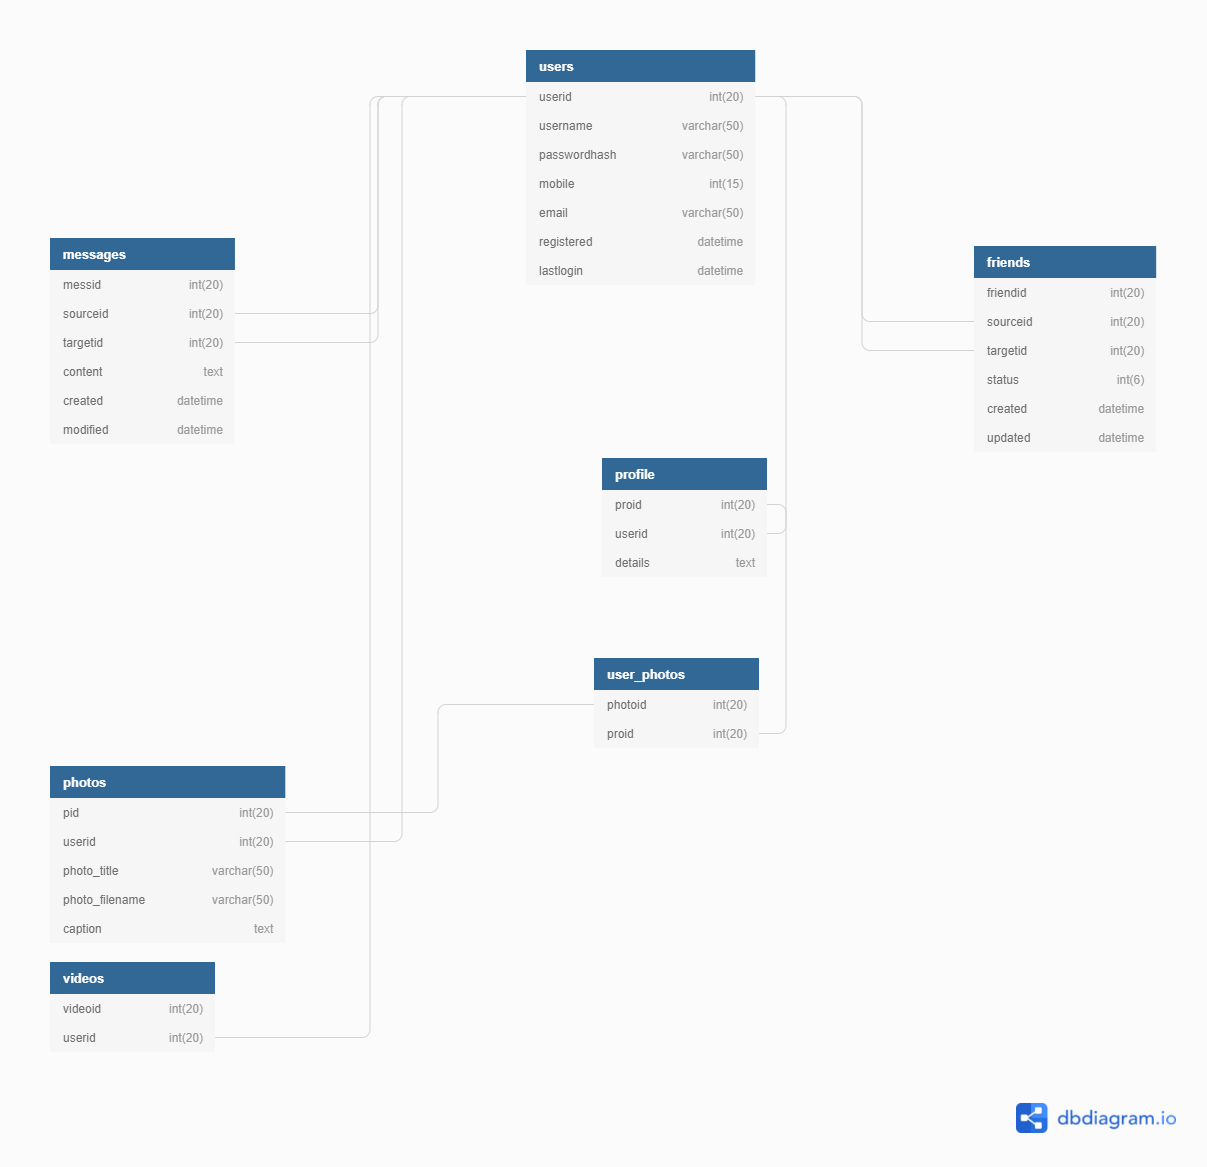 users
userid int(20)
username varchar(50)
passwordhash varchar(50)
mobile int(15)
email varchar(50)
registered datetime
lastlogin datetime
messages
messid int(20)
sourceid int(20)
targetid int(20)
content text
created datetime
modified datetime
friends
friendid int(20)
sourceid int(20)
targetid int(20)
status int(6)
created datetime
updated datetime
profile
proid int(20)
userid int(20)
details text
user_photos
photoid int(20)
proid int(20)
photos
pid int(20)
userid int(20)
photo_title varchar(50)
photo_filename varchar(50)
caption text
videos
videoid int(20)
userid int(20)
dbdiagram.io